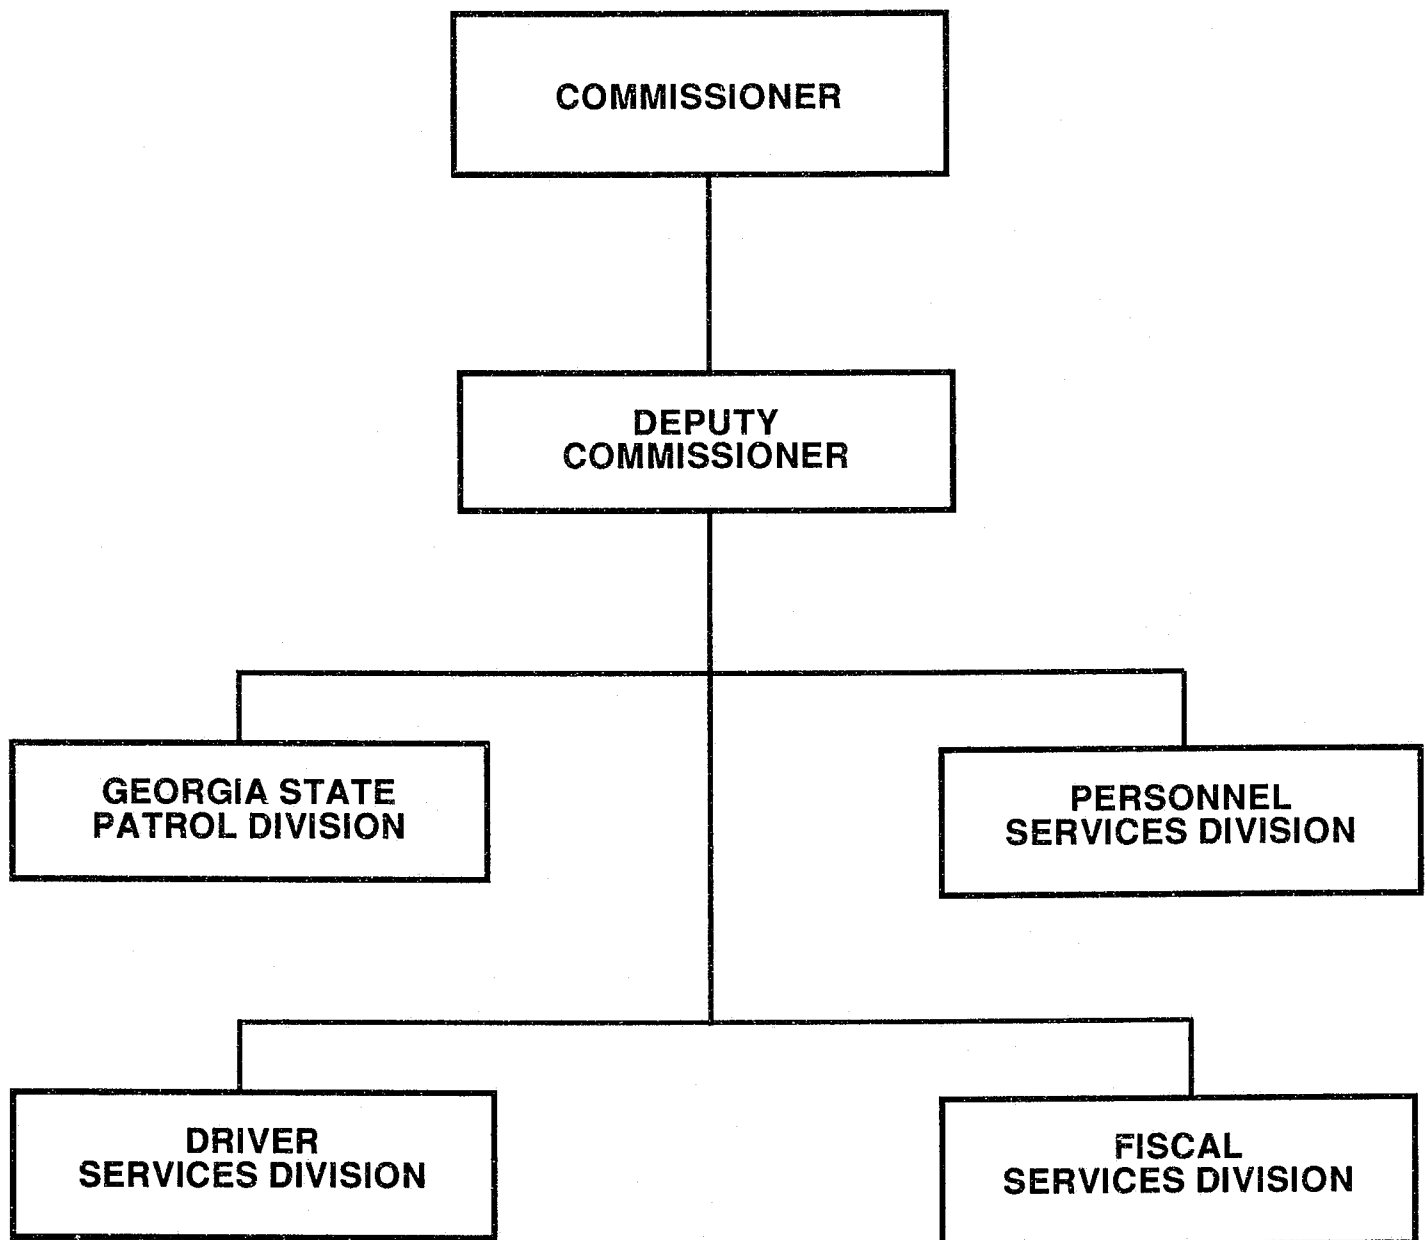 COMMISSIONER
DEPUTY
COMMISSIONER
GEORGIA STATE
PATROL DIVISION
PERSONNEL
SERVICES DIVISION
DRIVER
SERVICES DIVISION
FISCAL
SERVICES DIVISION